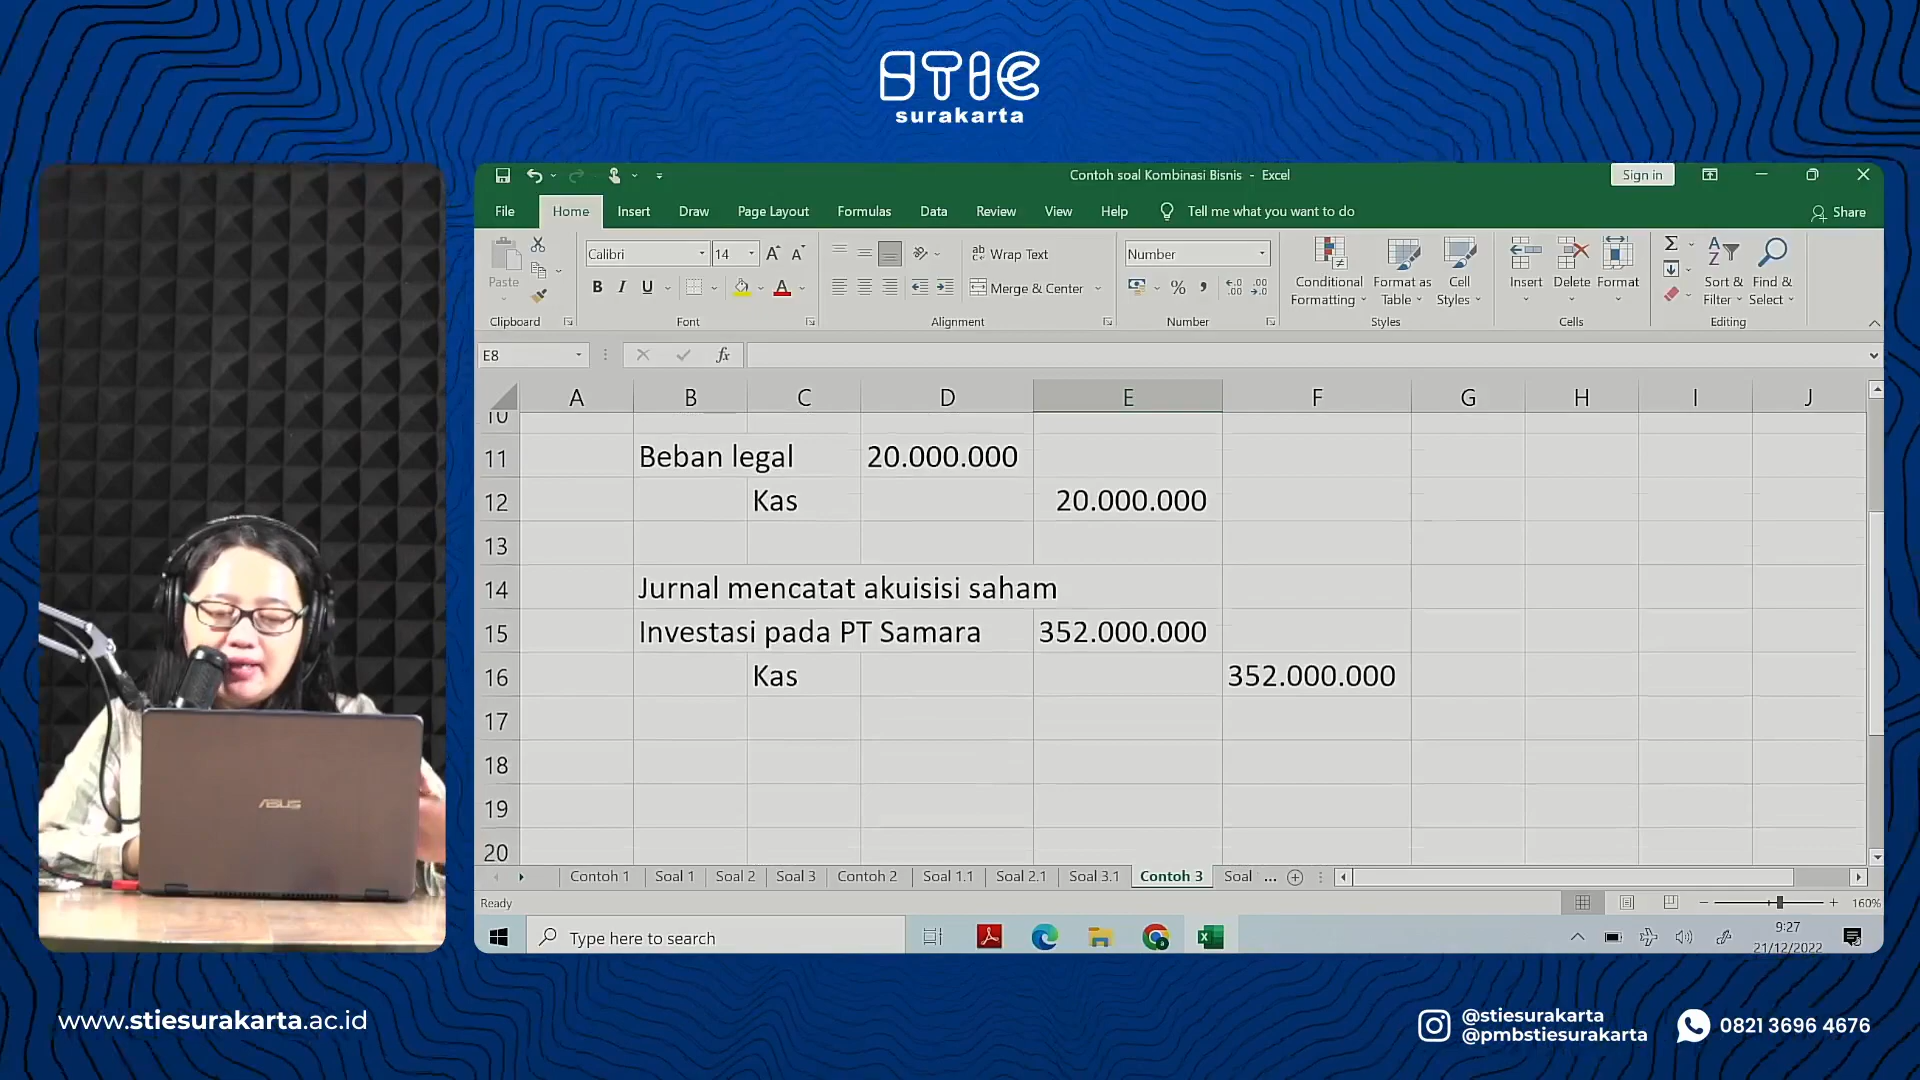 STIE
surakarta
Contoh soal Kombinasi Bisnis - Excel
Sign in
File Home Insert Draw Page Layout Formulas Data Review View Help Tell me what you want to do Share
Paste
Calibri 14
Wrap Text
Merge & Center
Number
Conditional Formatting
Format as Table
Cell Styles
Insert Delete Format
Sort & Filter
Find & Select
Clipboard Font Alignment Number Styles Cells Editing
E8 fx
A B C D E F G H I J
10
11 Beban legal 20.000.000
12 Kas 20.000.000
13
14 Jurnal mencatat akuisisi saham
15 Investasi pada PT Samara 352.000.000
16 Kas 352.000.000
17
18
19
20
Contoh 1 Soal 1 Soal 2 Soal 3 Contoh 2 Soal 1.1 Soal 2.1 Soal 3.1 Contoh 3 Soal ...
Ready 160%
Type here to search
9:27
21/12/2022
ASUS
www.stiesurakarta.ac.id
@stiesurakarta
@pmbstiesurakarta
0821 3696 4676